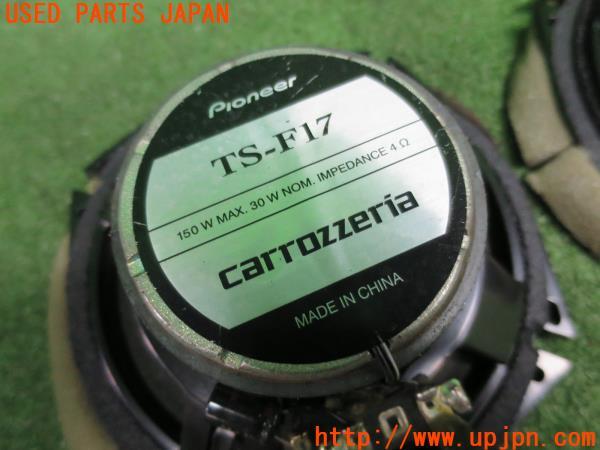 USED PARTS JAPAN
Pioneer
TS-F17
150 W MAX. 30 W NOM. IMPEDANCE 4 Ω
carrozzeria
MADE IN CHINA
http://www.upjpn.com/